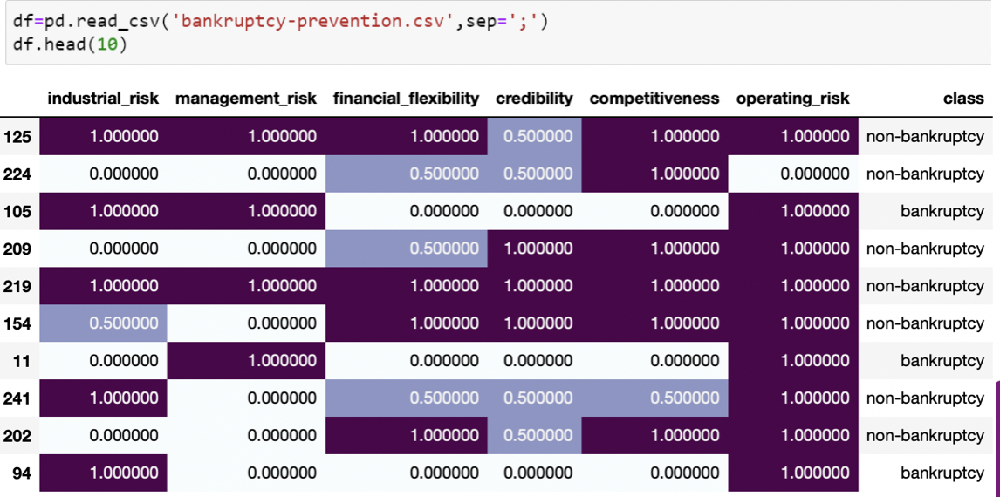 df=pd.read_csv('bankruptcy-prevention.csv',sep=';')
df.head(10)
industrial_risk management_risk financial_flexibility credibility competitiveness operating_risk class
125 1.000000 1.000000 1.000000 0.500000 1.000000 1.000000 non-bankruptcy
224 0.000000 0.000000 0.500000 0.500000 1.000000 0.000000 non-bankruptcy
105 1.000000 1.000000 0.000000 0.000000 0.000000 1.000000 bankruptcy
209 0.000000 0.000000 0.500000 1.000000 1.000000 1.000000 non-bankruptcy
219 1.000000 1.000000 1.000000 1.000000 1.000000 1.000000 non-bankruptcy
154 0.500000 0.000000 1.000000 1.000000 1.000000 1.000000 non-bankruptcy
11 0.000000 1.000000 0.000000 0.000000 0.000000 1.000000 bankruptcy
241 1.000000 0.000000 0.500000 0.500000 0.500000 1.000000 non-bankruptcy
202 0.000000 0.000000 1.000000 0.500000 1.000000 1.000000 non-bankruptcy
94 1.000000 0.000000 0.000000 0.000000 0.000000 1.000000 bankruptcy